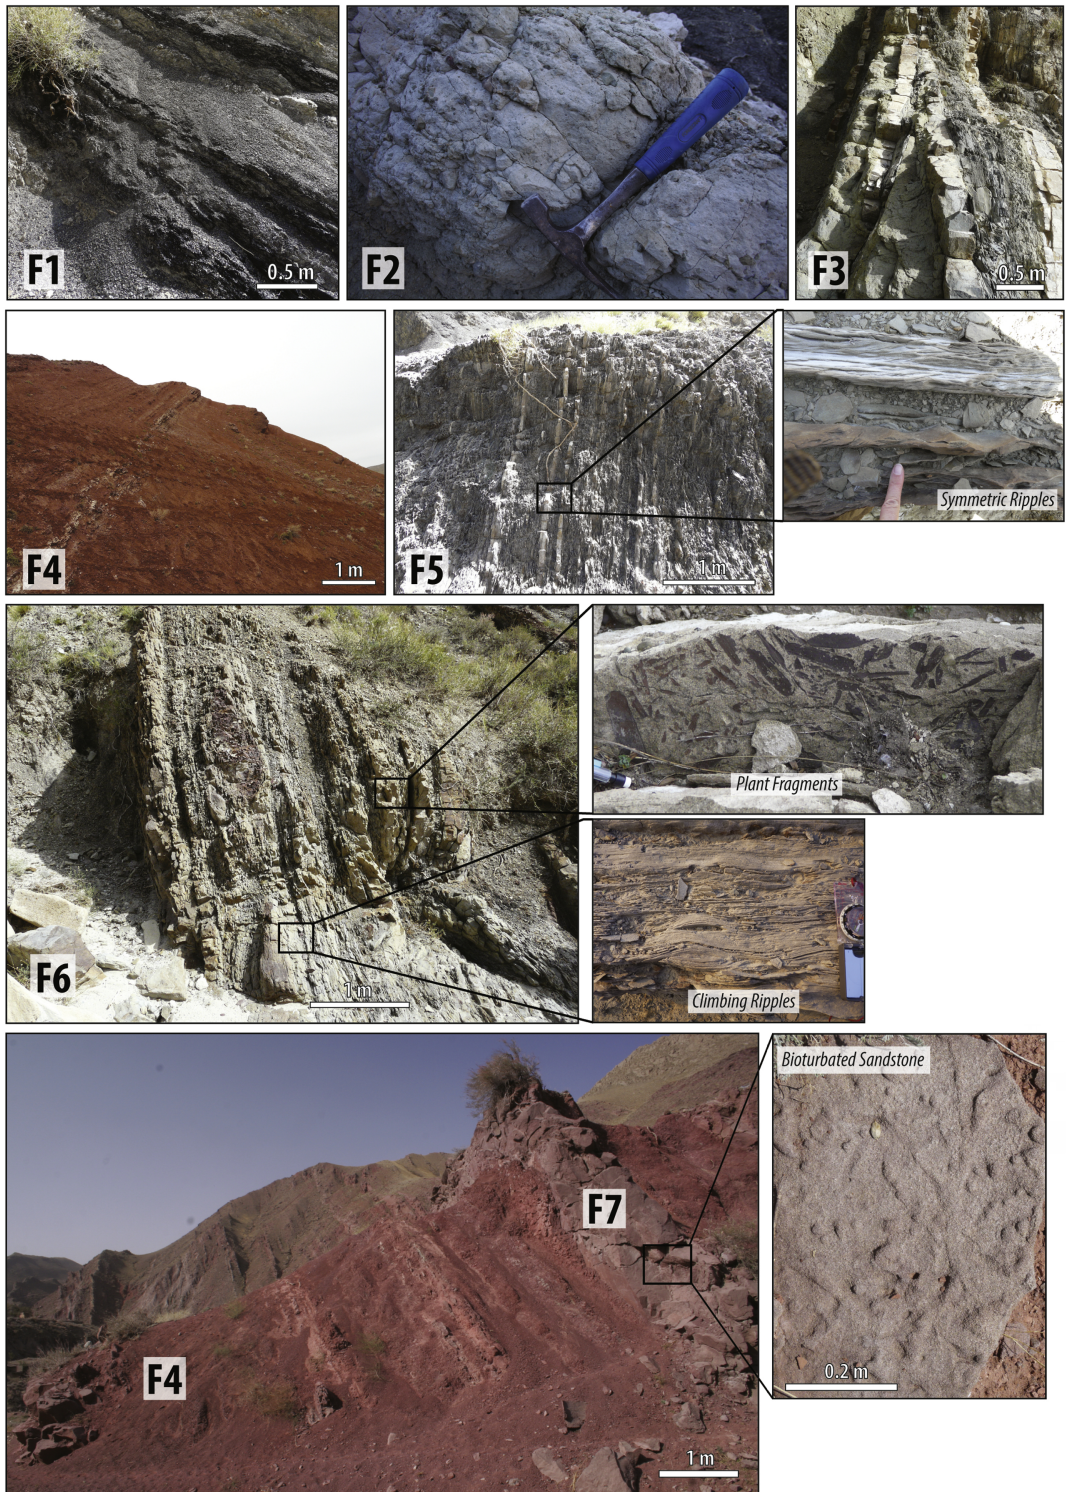 F1
0.5 m
F2
F3
0.5 m
F4
1 m
F5
1 m
Symmetric Ripples
F6
1 m
Plant Fragments
Climbing Ripples
F4
F7
1 m
Bioturbated Sandstone
0.2 m